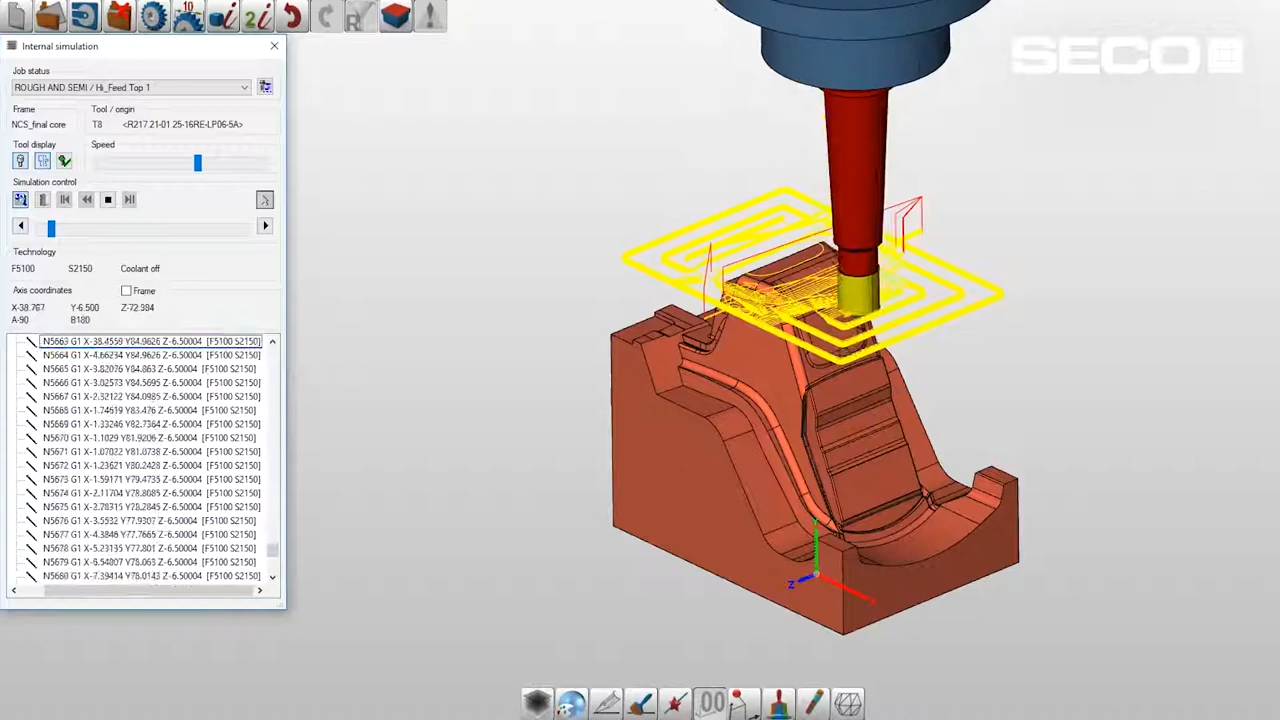 10
2i
R
Internal simulation
SECO
Job status
ROUGH AND SEMI / Hi_Feed Top 1
Frame
Tool / origin
NCS_final core
T8
<R217.21-01.25-16RE-LP06-5A>
Tool display
Speed
Simulation control
Technology
F5100
S2150
Coolant off
Axis coordinates
Frame
X-38.767
Y-6.500
Z-72.984
A-90
B180
N5663 G1 X-38.4559 Y84.9626 Z-6.50004 [F5100 S2150]
N5664 G1 X-4.66234 Y84.9626 Z-6.50004 [F5100 S2150]
N5665 G1 X-3.82076 Y84.863 Z-6.50004 [F5100 S2150]
N5666 G1 X-3.02573 Y84.5695 Z-6.50004 [F5100 S2150]
N5667 G1 X-2.32122 Y84.0985 Z-6.50004 [F5100 S2150]
N5668 G1 X-1.74619 Y83.476 Z-6.50004 [F5100 S2150]
N5669 G1 X-1.33246 Y82.7364 Z-6.50004 [F5100 S2150]
N5670 G1 X-1.1029 Y81.9206 Z-6.50004 [F5100 S2150]
N5671 G1 X-1.07022 Y81.0738 Z-6.50004 [F5100 S2150]
N5672 G1 X-1.23621 Y80.2428 Z-6.50004 [F5100 S2150]
N5673 G1 X-1.59171 Y79.4735 Z-6.50004 [F5100 S2150]
N5674 G1 X-2.11704 Y78.8085 Z-6.50004 [F5100 S2150]
N5675 G1 X-2.78315 Y78.2845 Z-6.50004 [F5100 S2150]
N5676 G1 X-3.5532 Y77.9307 Z-6.50004 [F5100 S2150]
N5677 G1 X-4.3846 Y77.7665 Z-6.50004 [F5100 S2150]
N5678 G1 X-5.23135 Y77.801 Z-6.50004 [F5100 S2150]
N5679 G1 X-6.54807 Y78.063 Z-6.50004 [F5100 S2150]
N5680 G1 X-7.39414 Y78.0143 Z-6.50004 [F5100 S2150]
Y
Z
00